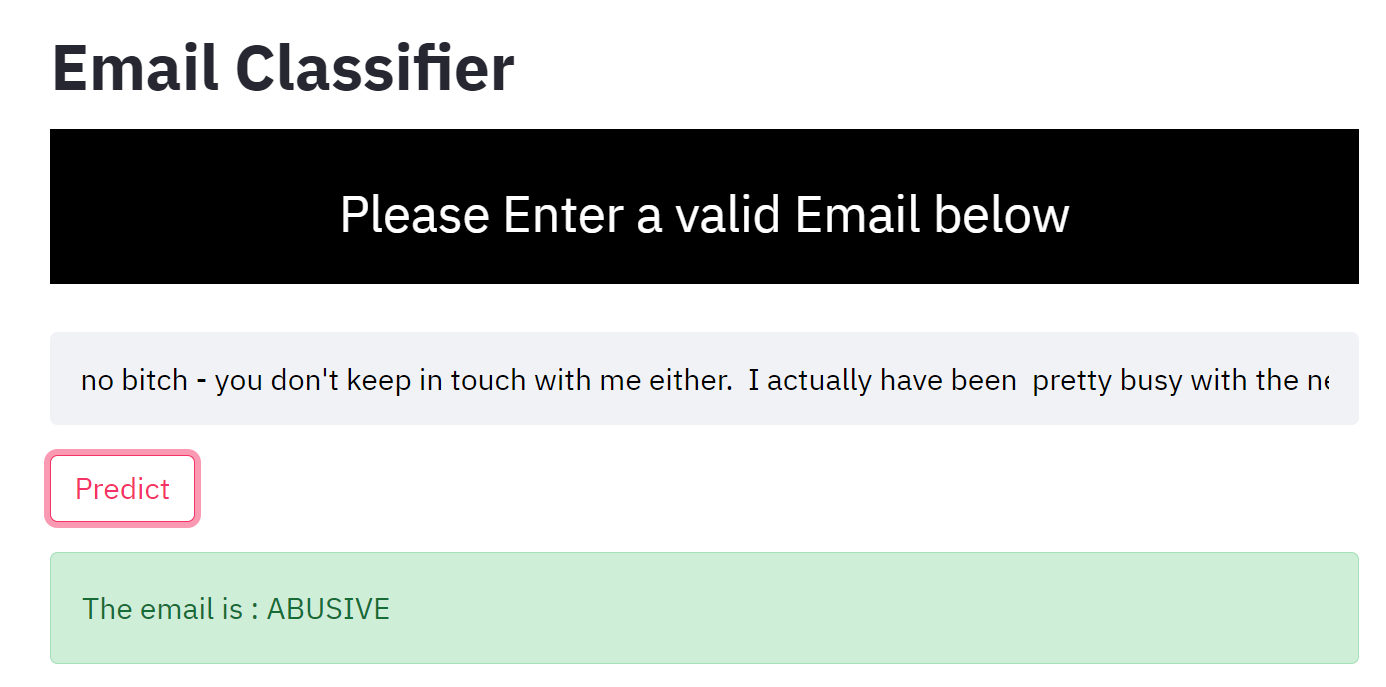 Email Classifier
Please Enter a valid Email below
no bitch - you don't keep in touch with me either.  I actually have been  pretty busy with the
Predict
The email is : ABUSIVE